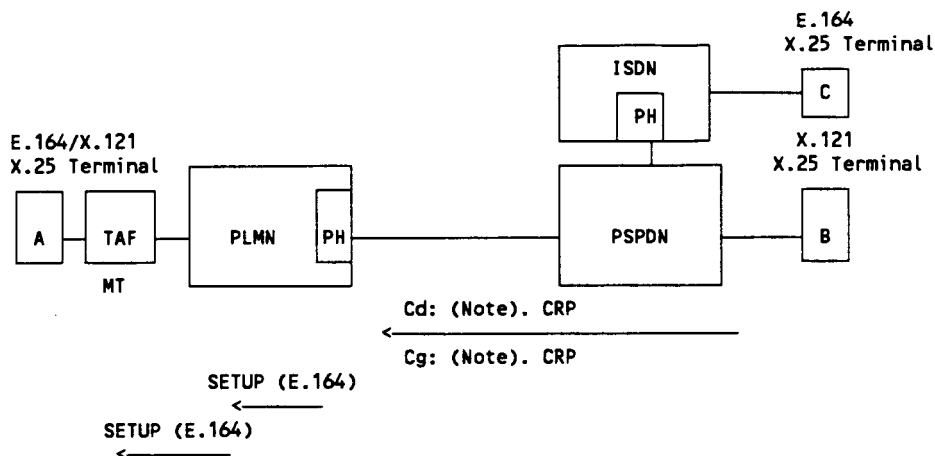 E.164
X.25 Terminal
ISDN
C
PH
E.164/X.121
X.25 Terminal
X.121
X.25 Terminal
A
TAF
PLMN
PH
PSPDN
B
MT
Cd: (Note). CRP
Cg: (Note). CRP
SETUP (E.164)
SETUP (E.164)